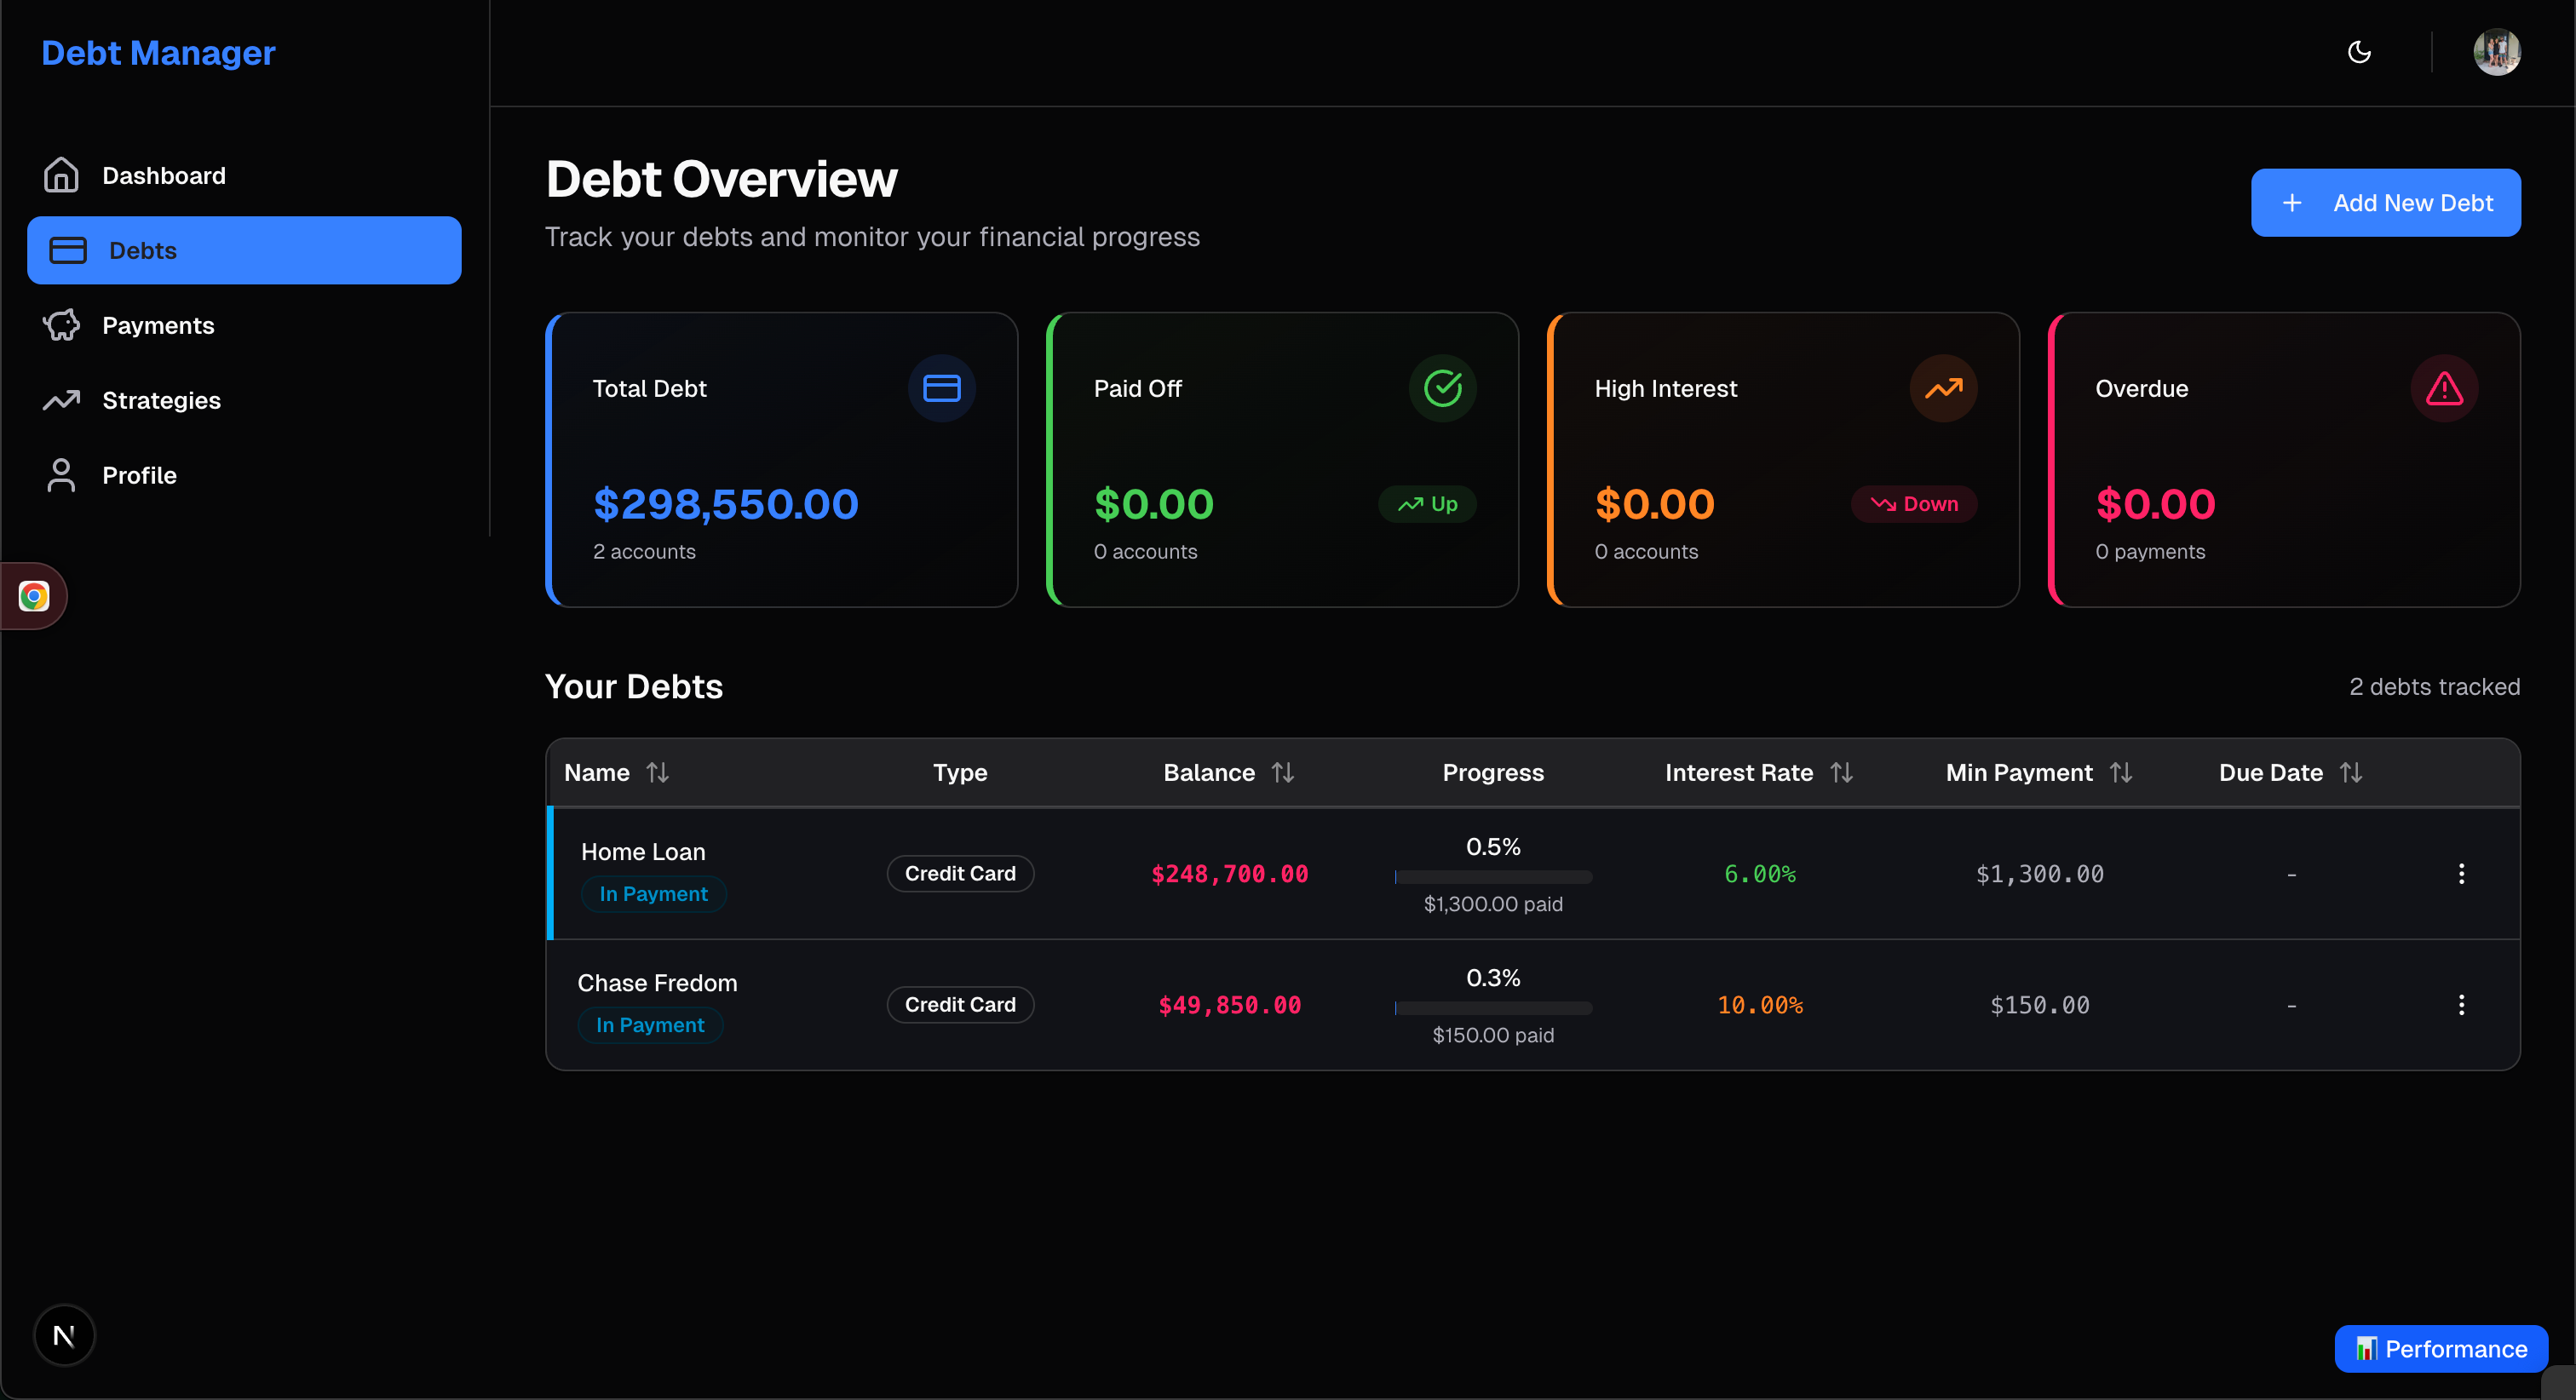 Debt Manager
Dashboard
Debts
Payments
Strategies
Profile
Debt Overview
Track your debts and monitor your financial progress
+ Add New Debt
Total Debt
$298,550.00
2 accounts
Paid Off
$0.00
Up
0 accounts
High Interest
$0.00
Down
0 accounts
Overdue
$0.00
0 payments
Your Debts
2 debts tracked
Name Type Balance Progress Interest Rate Min Payment Due Date
Home Loan
In Payment
Credit Card
$248,700.00
0.5%
$1,300.00 paid
6.00%
$1,300.00
-
Chase Fredom
In Payment
Credit Card
$49,850.00
0.3%
$150.00 paid
10.00%
$150.00
-
N
Performance